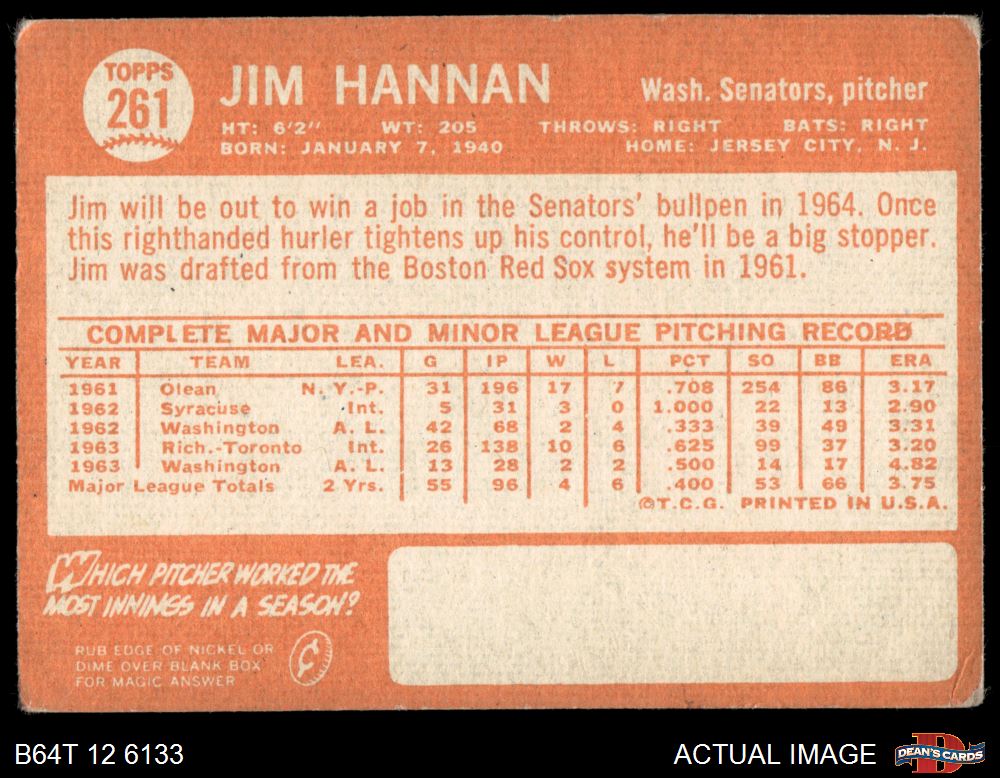 TOPPS
261
JIM HANNAN
Wash. Senators, pitcher
HT: 6'2" WT: 205 THROWS: RIGHT BATS: RIGHT
BORN: JANUARY 7, 1940 HOME: JERSEY CITY, N. J.
Jim will be out to win a job in the Senators' bullpen in 1964. Once
this righthanded hurler tightens up his control, he'll be a big stopper.
Jim was drafted from the Boston Red Sox system in 1961.
COMPLETE MAJOR AND MINOR LEAGUE PITCHING RECORD
YEAR TEAM LEA. G IP W L PCT SO BB ERA
1961 Olean N. Y.-P. 31 196 17 7 .708 254 86 3.17
1962 Syracuse Int. 5 31 3 0 1.000 22 13 2.90
1962 Washington A. L. 42 68 2 4 .333 39 49 3.31
1963 Rich.-Toronto Int. 26 138 10 6 .625 99 37 3.20
1963 Washington A. L. 13 28 2 2 .500 14 17 4.82
Major League Totals 2 Yrs. 55 96 4 6 .400 53 66 3.75
©T.C.G. PRINTED IN U.S.A.
WHICH PITCHER WORKED THE
MOST INNINGS IN A SEASON?
RUB EDGE OF NICKEL OR
DIME OVER BLANK BOX
FOR MAGIC ANSWER
B64T 12 6133
ACTUAL IMAGE
D
DEAN'S CARDS